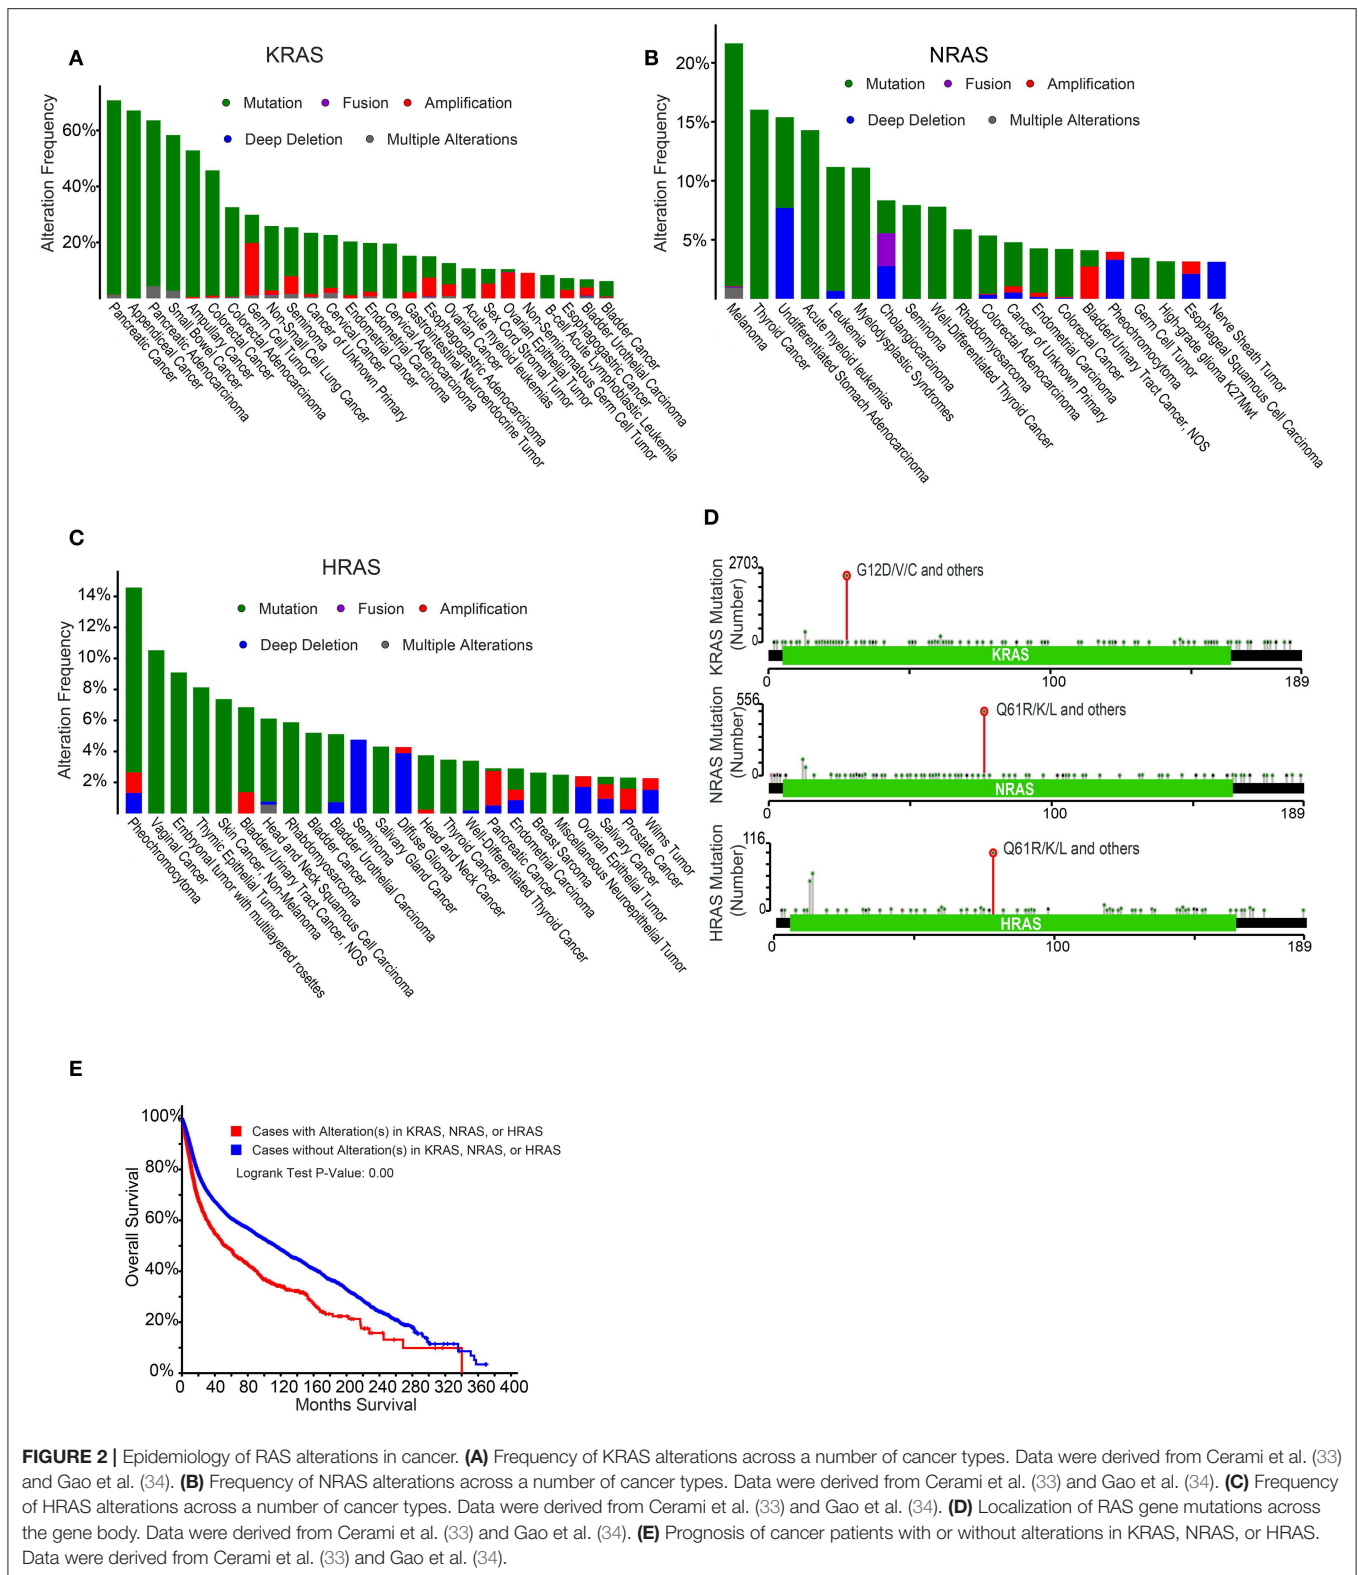 A
KRAS
Mutation
Fusion
Amplification
Deep Deletion
Multiple Alterations
Alteration Frequency
60%
40%
20%
Pancreatic Cancer
Appendiceal Cancer
Pancreatic Adenocarcinoma
Small Bowel Cancer
Ampullary Cancer
Colorectal Cancer
Colorectal Adenocarcinoma
Germ Cell Tumor
Non-Small Cell Lung Cancer
Seminoma
Cancer of Unknown Primary
Cervical Cancer
Endometrial Cancer
Endometrial Carcinoma
Cervical Adenocarcinoma
Gastrointestinal Neuroendocrine Tumor
Esophagogastric Adenocarcinoma
Ovarian Cancer
Acute myeloid leukemias
Sex Cord Stromal Tumor
Ovarian Epithelial Tumor
Non-Seminomatous Germ Cell Tumor
B-cell Acute Lymphoblastic Leukemia
Esophagogastric Cancer
Bladder Urothelial Carcinoma
Bladder Cancer
B
NRAS
Mutation
Fusion
Amplification
Deep Deletion
Multiple Alterations
Alteration Frequency
20%
15%
10%
5%
Melanoma
Thyroid Cancer
Undifferentiated Stomach Adenocarcinoma
Acute myeloid leukemias
Leukemia
Myelodysplastic Syndromes
Cholangiocarcinoma
Seminoma
Well-Differentiated Thyroid Cancer
Rhabdomyosarcoma
Colorectal Adenocarcinoma
Cancer of Unknown Primary
Endometrial Carcinoma
Colorectal Cancer
Bladder/Urinary Tract Cancer, NOS
Pheochromocytoma
Germ Cell Tumor
High-grade glioma K27Mwt
Esophageal Squamous Cell Carcinoma
Nerve Sheath Tumor
C
HRAS
Mutation
Fusion
Amplification
Deep Deletion
Multiple Alterations
Alteration Frequency
14%
12%
10%
8%
6%
4%
2%
Pheochromocytoma
Vaginal Cancer
Embryonal tumor with multilayered rosettes
Thymic Epithelial Tumor
Skin Cancer, Non-Melanoma
Bladder/Urinary Tract Cancer, NOS
Head and Neck Squamous Cell Carcinoma
Rhabdomyosarcoma
Bladder Cancer
Bladder Urothelial Carcinoma
Seminoma
Salivary Gland Cancer
Diffuse Glioma
Head and Neck Cancer
Thyroid Cancer
Well-Differentiated Thyroid Cancer
Pancreatic Cancer
Endometrial Carcinoma
Breast Sarcoma
Miscellaneous Neuroepithelial Tumor
Ovarian Epithelial Tumor
Salivary Cancer
Prostate Cancer
Wilms Tumor
D
KRAS Mutation
(Number)
2703
0
G12D/V/C and others
KRAS
0
100
189
NRAS Mutation
(Number)
556
0
Q61R/K/L and others
NRAS
0
100
189
HRAS Mutation
(Number)
116
0
Q61R/K/L and others
HRAS
0
100
189
E
Overall Survival
100%
80%
60%
40%
20%
0%
Cases with Alteration(s) in KRAS, NRAS, or HRAS
Cases without Alteration(s) in KRAS, NRAS, or HRAS
Logrank Test P-Value: 0.00
0 40 80 120 160 200 240 280 320 360 400
Months Survival
FIGURE 2 | Epidemiology of RAS alterations in cancer. (A) Frequency of KRAS alterations across a number of cancer types. Data were derived from Cerami et al. (33)
and Gao et al. (34). (B) Frequency of NRAS alterations across a number of cancer types. Data were derived from Cerami et al. (33) and Gao et al. (34). (C) Frequency
of HRAS alterations across a number of cancer types. Data were derived from Cerami et al. (33) and Gao et al. (34). (D) Localization of RAS gene mutations across
the gene body. Data were derived from Cerami et al. (33) and Gao et al. (34). (E) Prognosis of cancer patients with or without alterations in KRAS, NRAS, or HRAS.
Data were derived from Cerami et al. (33) and Gao et al. (34).